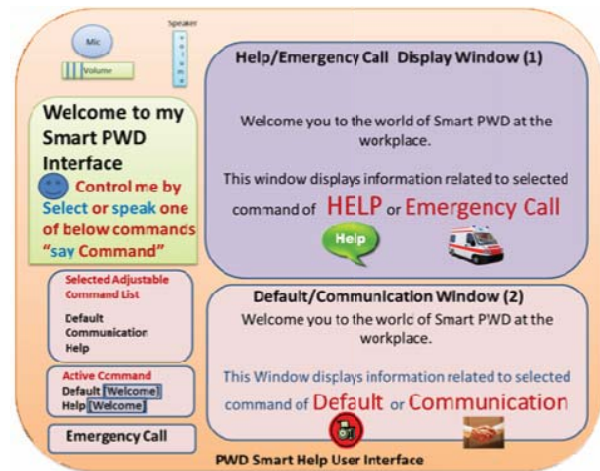 Mic
Volume
Speaker
Volume
Welcome to my
Smart PWD
Interface
Control me by
Select or speak one
of below commands
“say Command”
Selected Adjustable
Command List
Default
Communication
Help
Active Command
Default [Welcome]
Help [Welcome]
Emergency Call
Help/Emergency Call Display Window (1)
Welcome you to the world of Smart PWD at the
workplace.
This window displays information related to selected
command of HELP or Emergency Call
Help
Default/Communication Window (2)
Welcome you to the world of Smart PWD at the
workplace.
This Window displays information related to selected
command of Default or Communication
PWD Smart Help User Interface